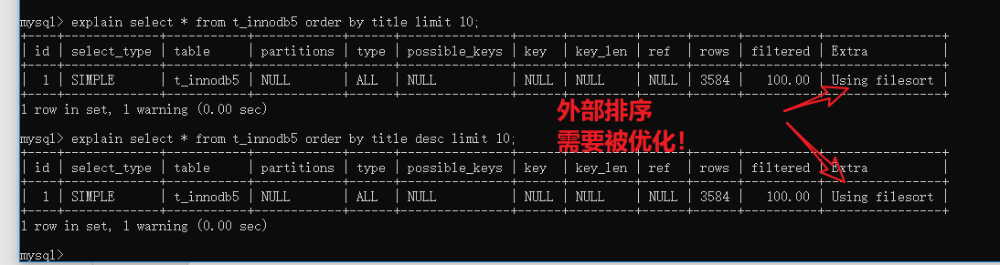 mysql> explain select * from t_innodb5 order by title limit 10;
+----+-------------+-----------+------------+------+---------------+------+---------+------+------+----------+----------------+
| id | select_type | table     | partitions | type | possible_keys | key  | key_len | ref  | rows | filtered | Extra          |
+----+-------------+-----------+------------+------+---------------+------+---------+------+------+----------+----------------+
|  1 | SIMPLE      | t_innodb5 | NULL       | ALL  | NULL          | NULL | NULL    | NULL | 3584 |   100.00 | Using filesort |
+----+-------------+-----------+------------+------+---------------+------+---------+------+------+----------+----------------+
1 row in set, 1 warning (0.00 sec)
外部排序
需要被优化！
mysql> explain select * from t_innodb5 order by title desc limit 10;
+----+-------------+-----------+------------+------+---------------+------+---------+------+------+----------+----------------+
| id | select_type | table     | partitions | type | possible_keys | key  | key_len | ref  | rows | filtered | Extra          |
+----+-------------+-----------+------------+------+---------------+------+---------+------+------+----------+----------------+
|  1 | SIMPLE      | t_innodb5 | NULL       | ALL  | NULL          | NULL | NULL    | NULL | 3584 |   100.00 | Using filesort |
+----+-------------+-----------+------------+------+---------------+------+---------+------+------+----------+----------------+
1 row in set, 1 warning (0.00 sec)
mysql>